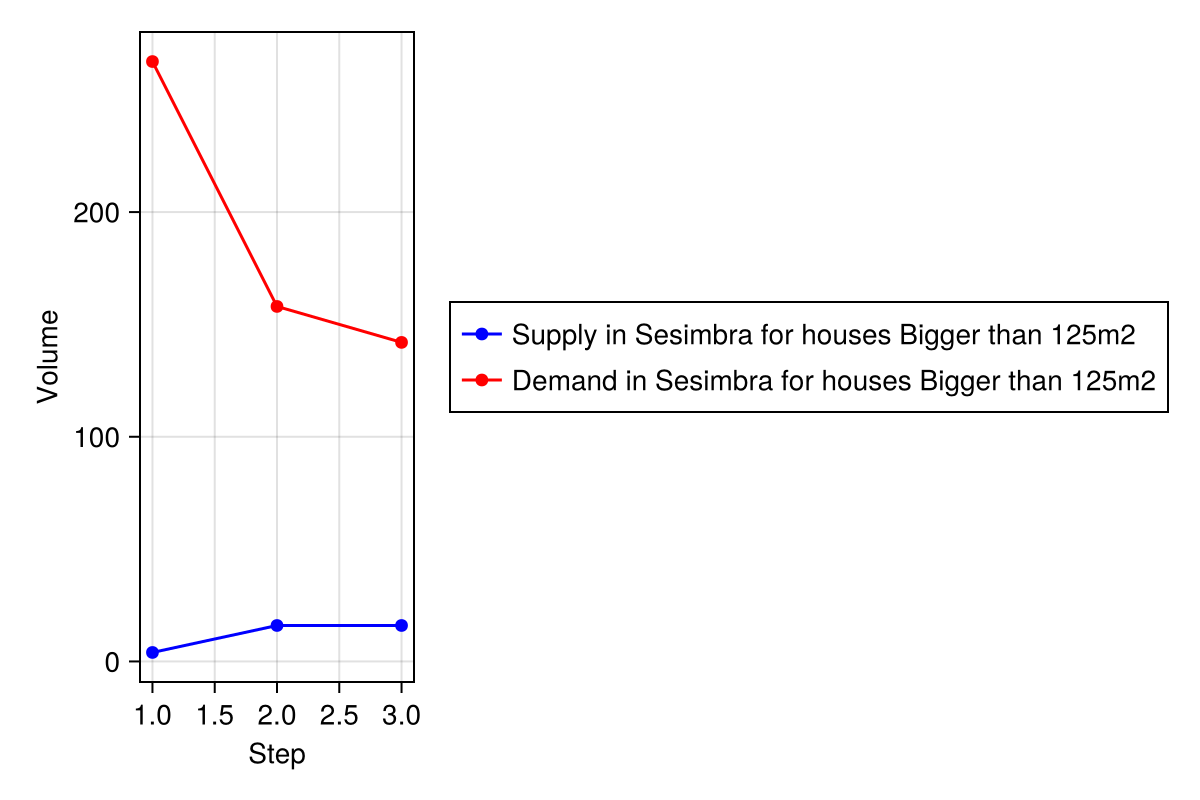 Volume
200
100
0
1.0 1.5 2.0 2.5 3.0
Step
Supply in Sesimbra for houses Bigger than 125m2
Demand in Sesimbra for houses Bigger than 125m2